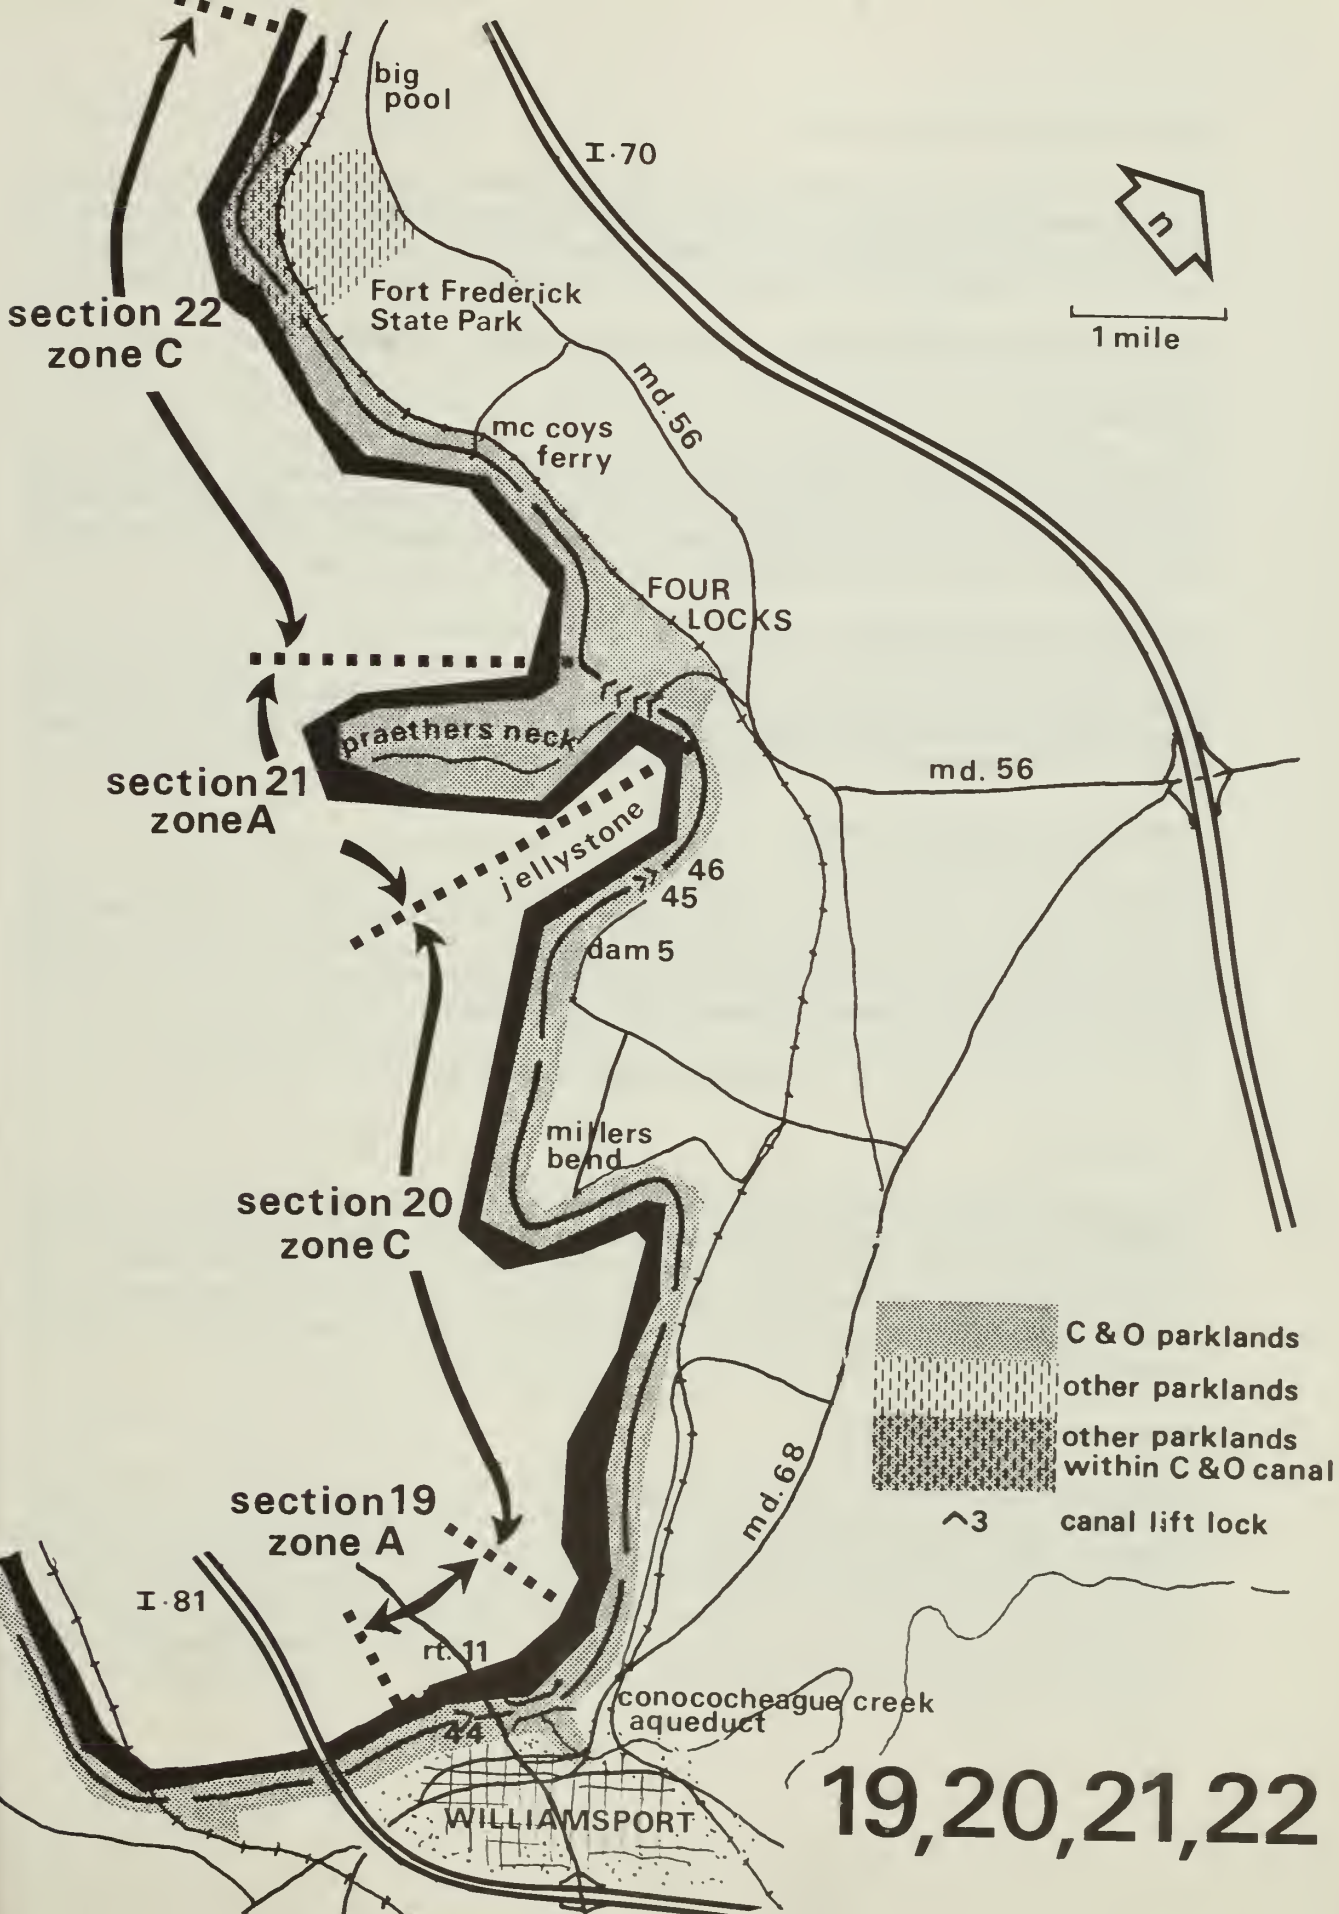 big
pool
I·70
n
1 mile
Fort Frederick
State Park
section 22
zone C
md. 56
mc coys
ferry
FOUR
LOCKS
praethers neck
md. 56
section 21
zone A
jellystone
46
45
dam 5
millers
bend
section 20
zone C
C & O parklands
other parklands
other parklands
within C & O canal
^3 canal lift lock
md. 68
section 19
zone A
I·81
rt. 11
conococheague creek
aqueduct
44
WILLIAMSPORT
19,20,21,22